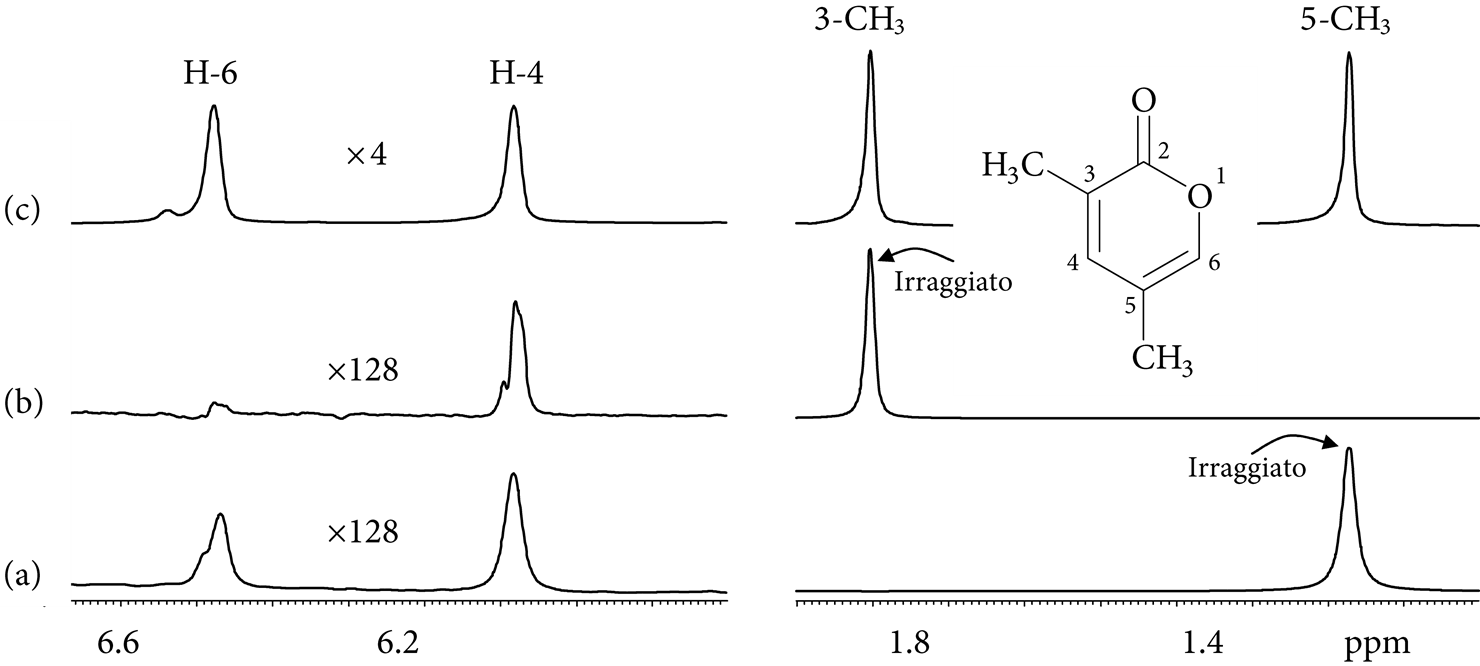 3-CH₃ 5-CH₃
H-6 H-4
×4
(c)
O
H₃C 3 2 1
O
4 5 6
CH₃
Irraggiato
×128
(b)
Irraggiato
×128
(a)
6.6 6.2 1.8 1.4 ppm